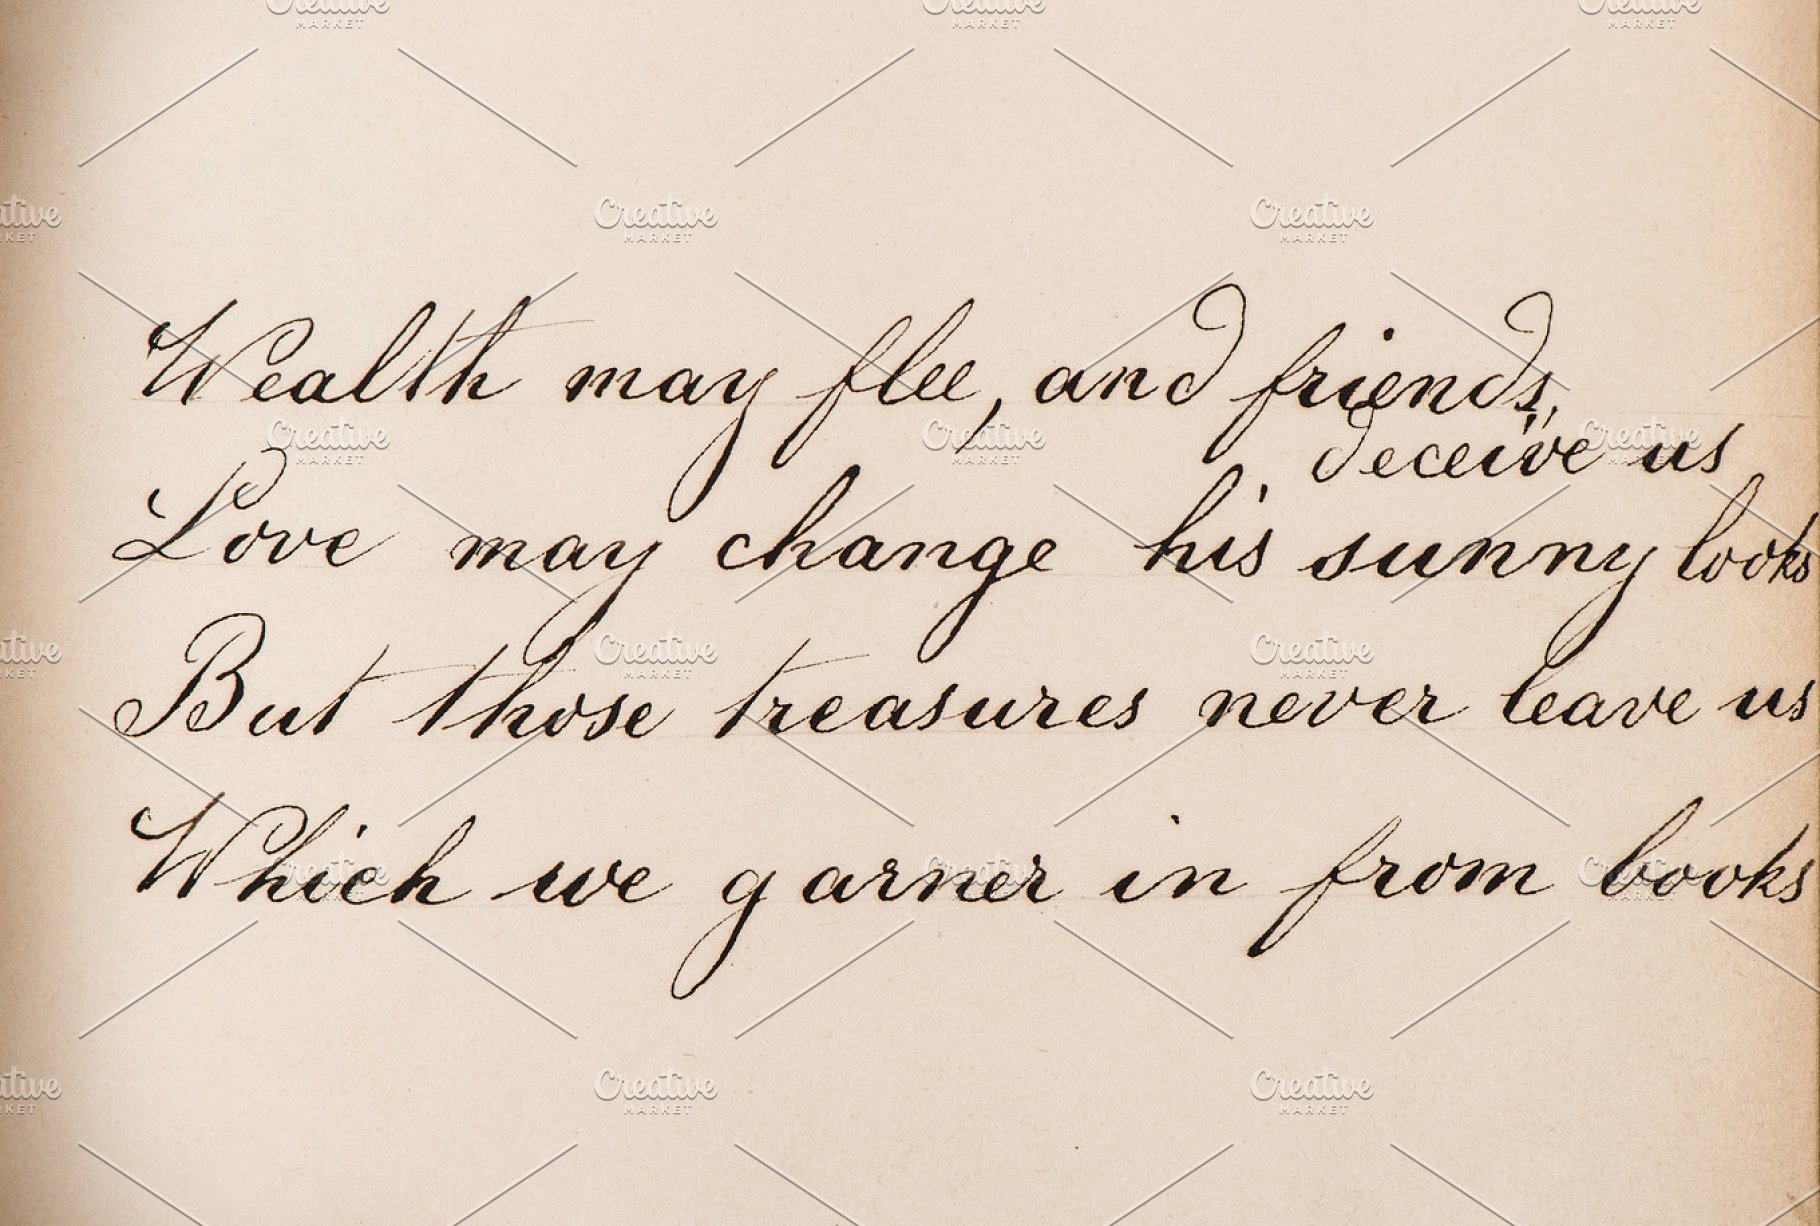 Wealth may flee, and friends,
deceive us
Love may change his sunny looks
But those treasures never leave us
Which we garner in from books
Creative Market